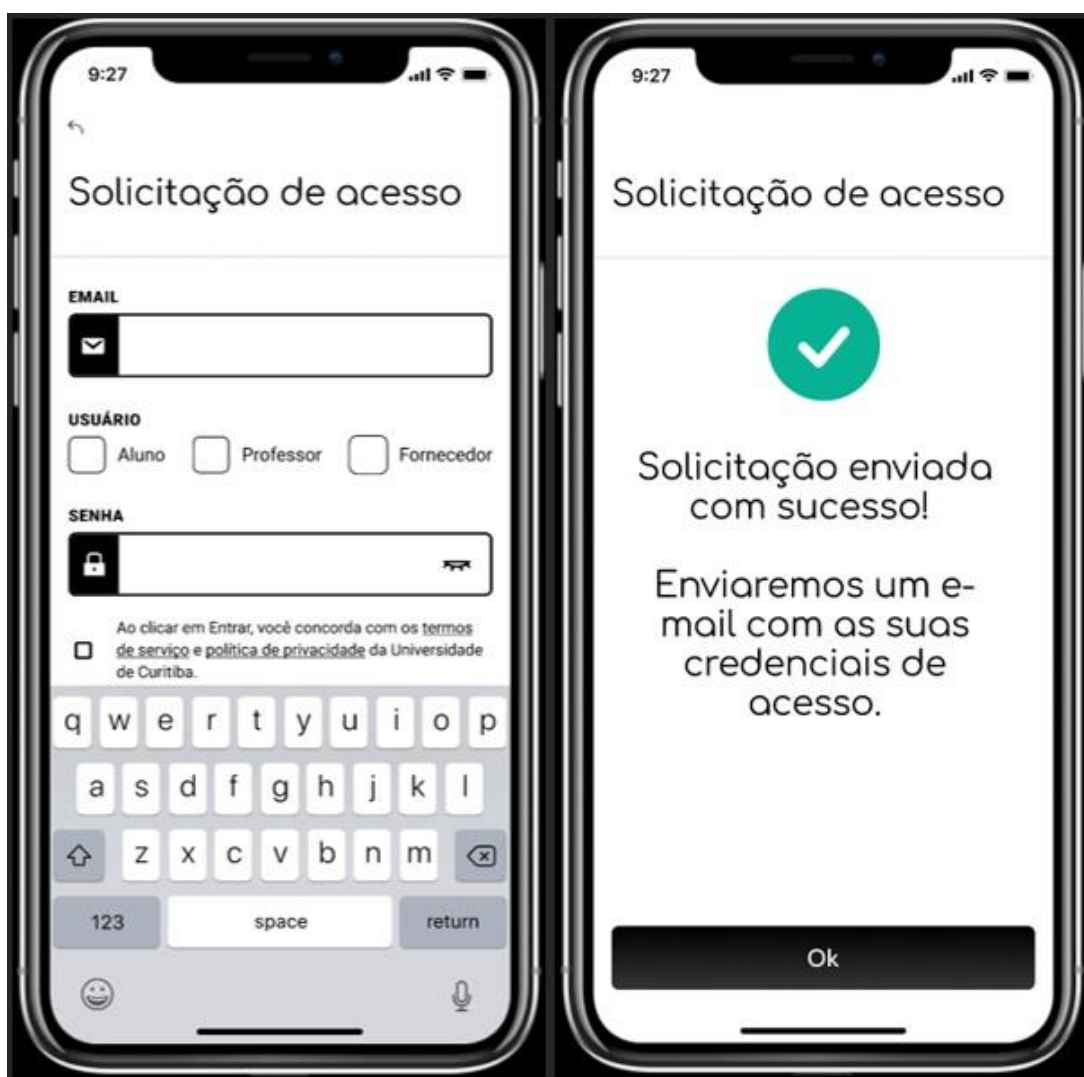 9:27
Solicitação de acesso
EMAIL
USUÁRIO
Aluno Professor Fornecedor
SENHA
Ao clicar em Entrar, você concorda com os termos
de serviço e política de privacidade da Universidade
de Curitiba.
q w e r t y u i o p
a s d f g h j k l
z x c v b n m
123 space return
9:27
Solicitação de acesso
Solicitação enviada
com sucesso!
Enviaremos um e-
mail com as suas
credenciais de
acesso.
Ok